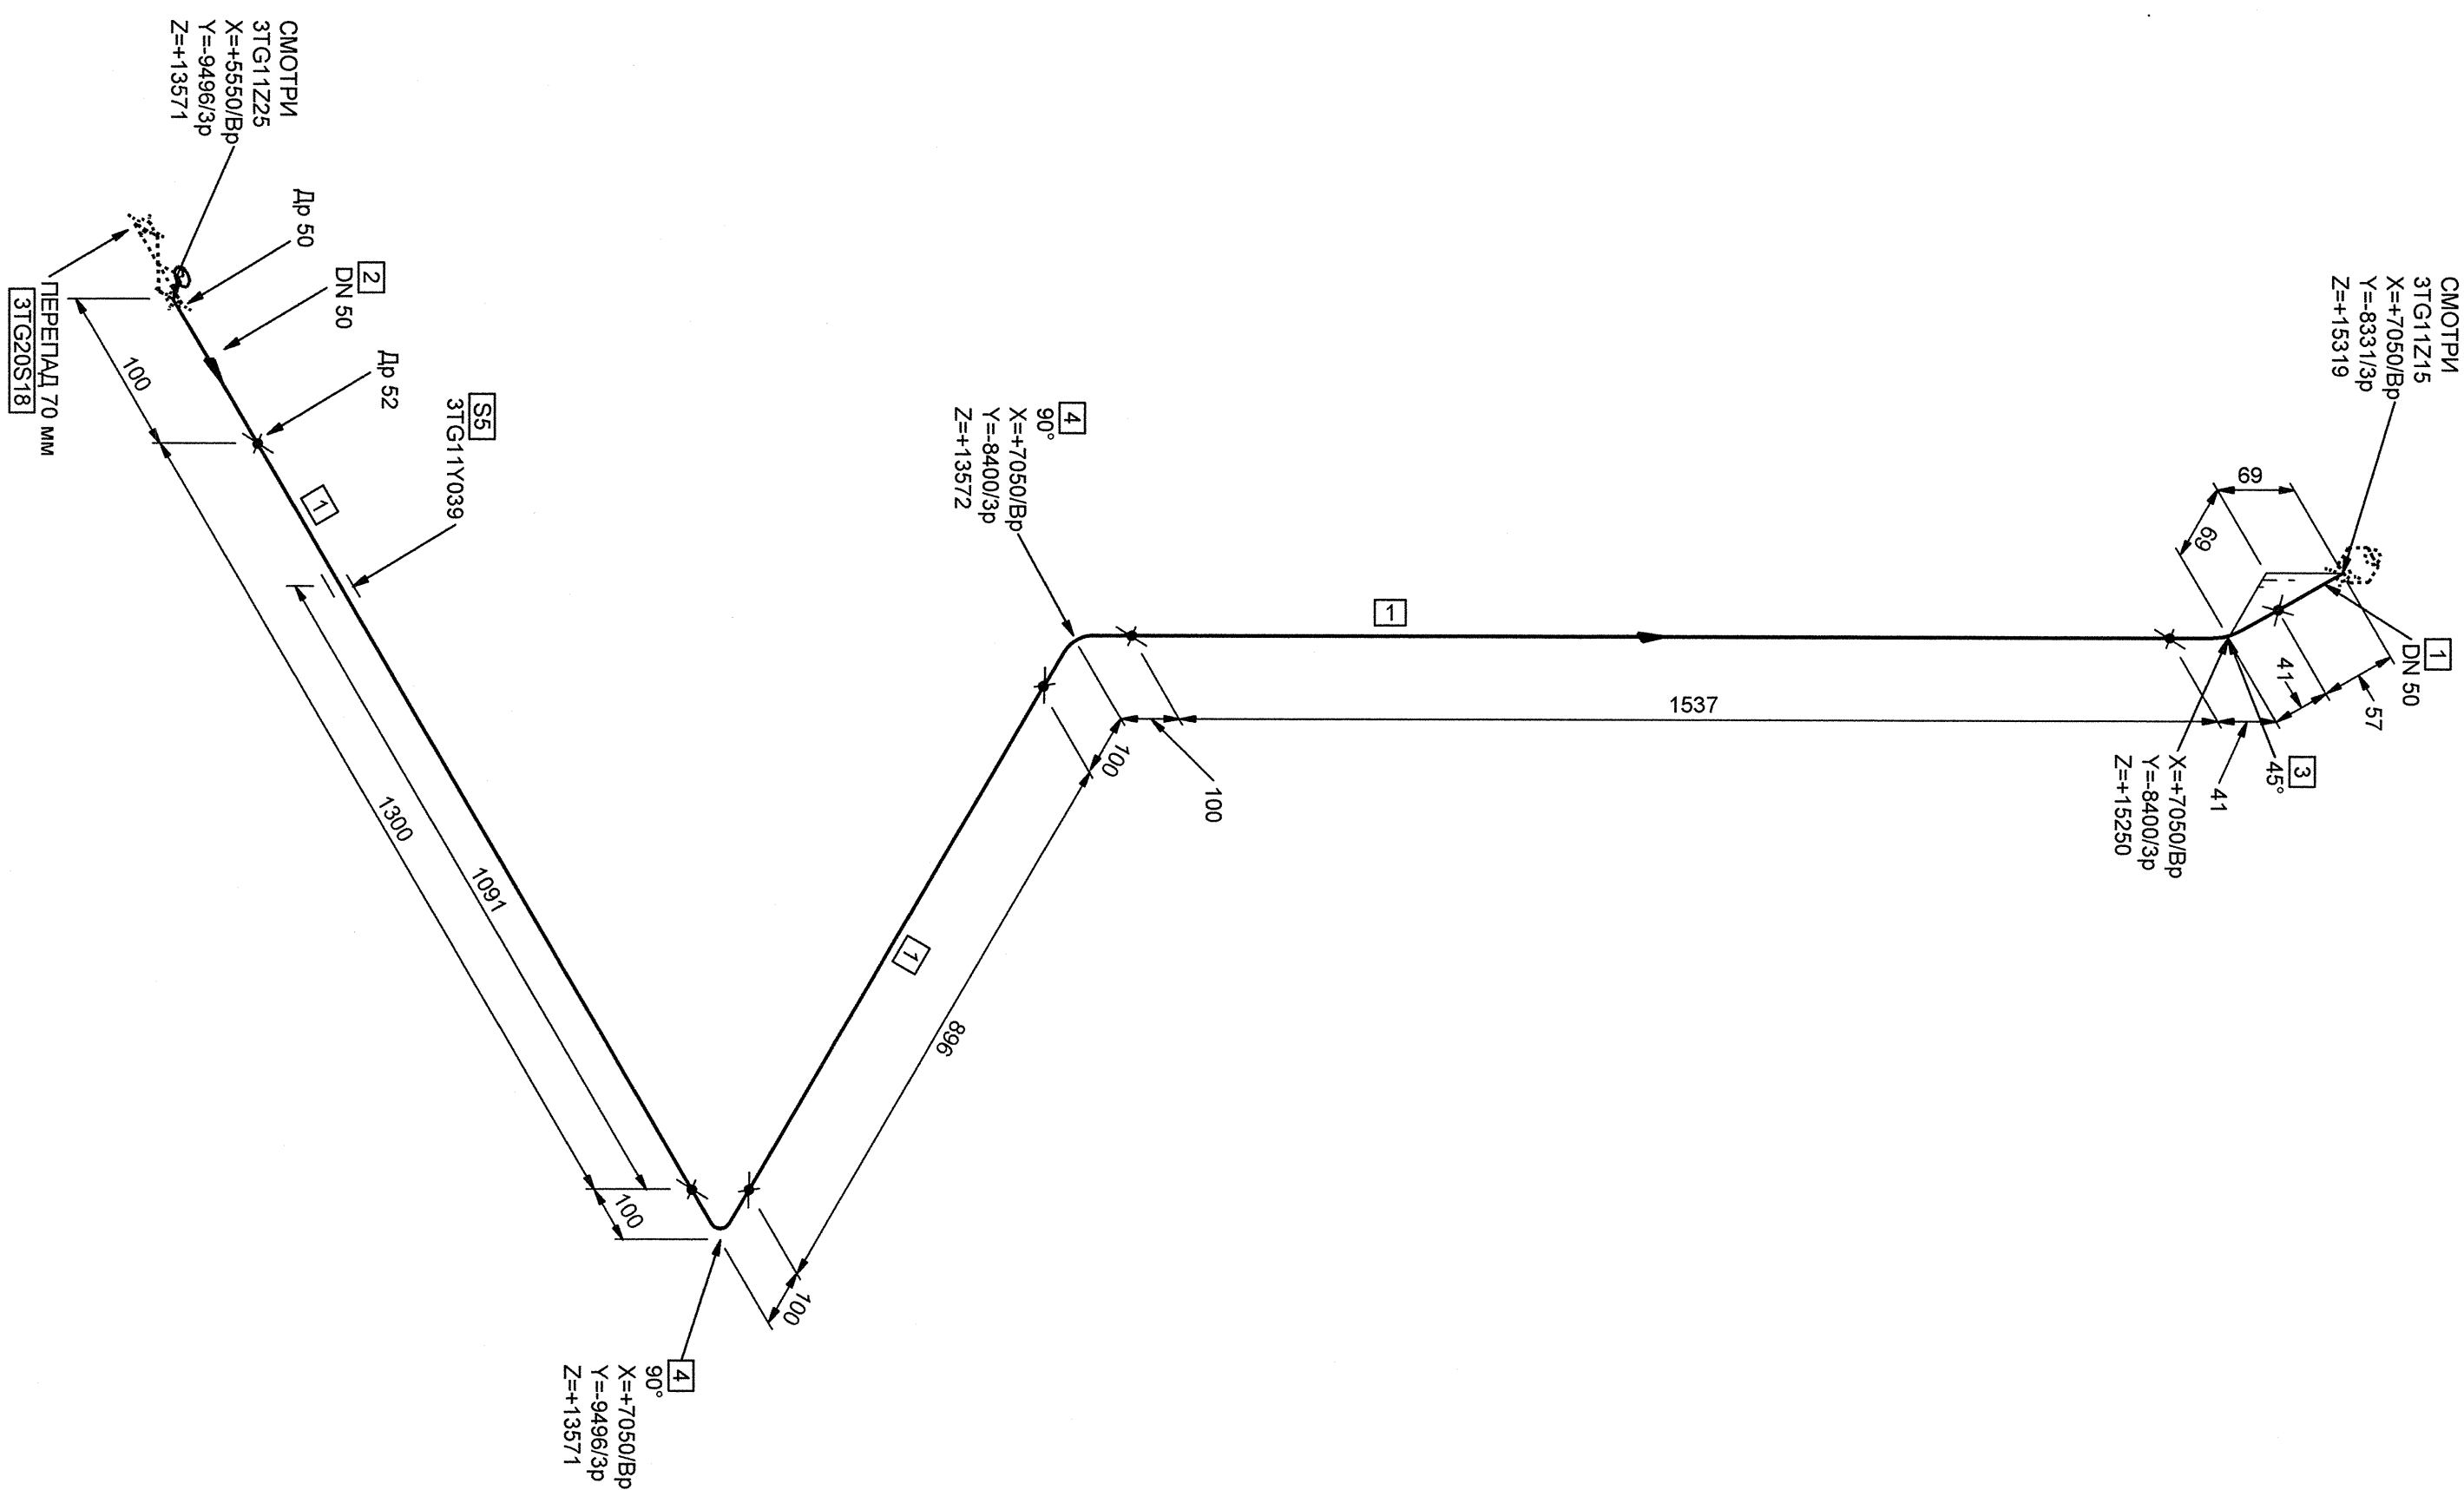 СМОТРИ
3TG11Z15
X=+7050/Вр
Y=-8331/3р
Z=+15319
69
69
1
DN 50
57
41
3
45°
41
X=+7050/Вр
Y=-8400/3р
Z=+15250
1537
1
100
100
4
90°
X=+7050/Вр
Y=-8400/3р
Z=+13572
896
1
100
4
90°
X=+7050/Вр
Y=-9496/3р
Z=+13571
100
1091
1300
S5
3TG11Y039
1
Др 52
2
DN 50
Др 50
100
СМОТРИ
3TG11Z25
X=+5550/Вр
Y=-9496/3р
Z=+13571
ПЕРЕПАД 70 мм
3TG20S18